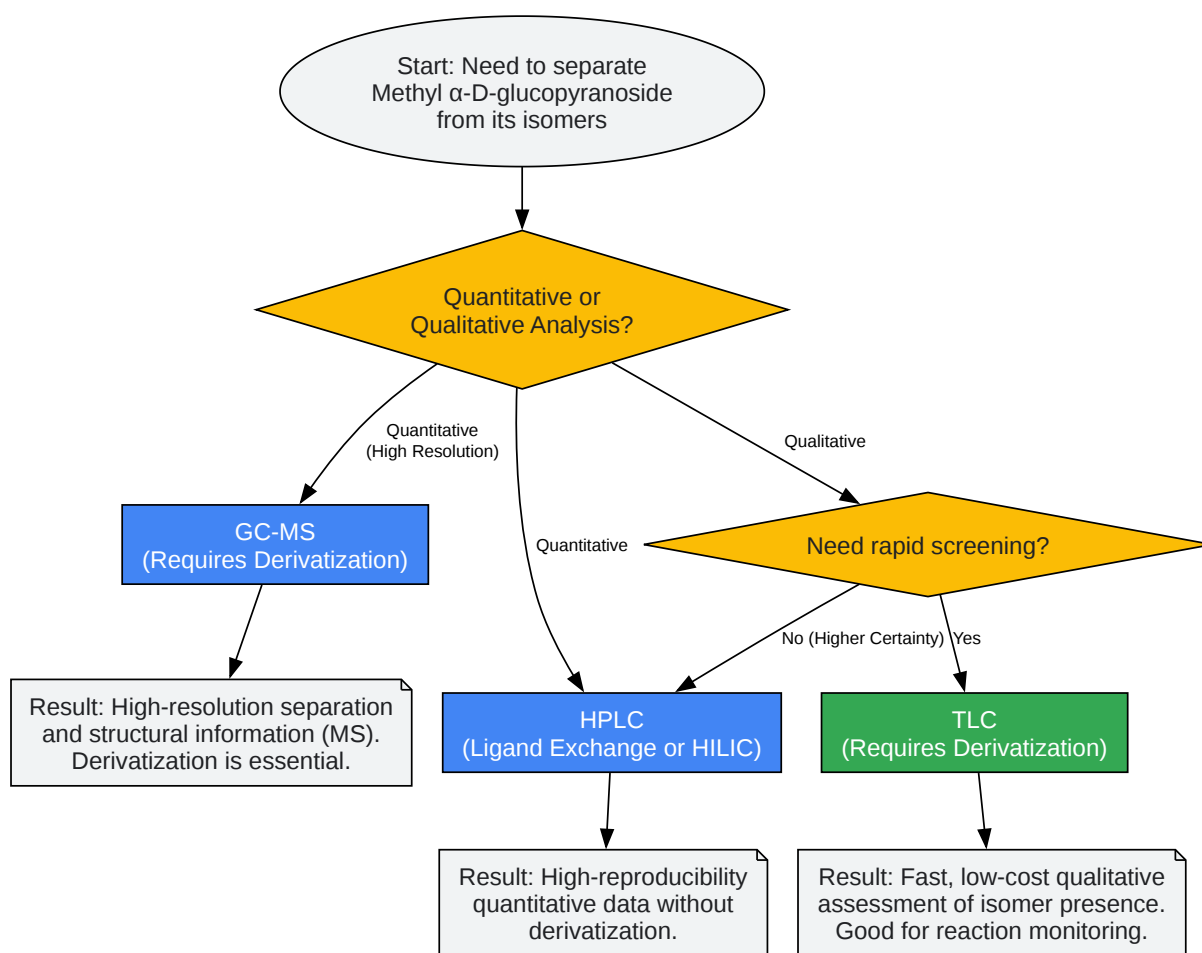 Start: Need to separate
Methyl α-D-glucopyranoside
from its isomers
Quantitative or
Qualitative Analysis?
Quantitative
(High Resolution)
Qualitative
GC-MS
(Requires Derivatization)
Quantitative
Need rapid screening?
No (Higher Certainty)
Yes
Result: High-resolution separation
and structural information (MS).
Derivatization is essential.
HPLC
(Ligand Exchange or HILIC)
TLC
(Requires Derivatization)
Result: High-reproducibility
quantitative data without
derivatization.
Result: Fast, low-cost qualitative
assessment of isomer presence.
Good for reaction monitoring.